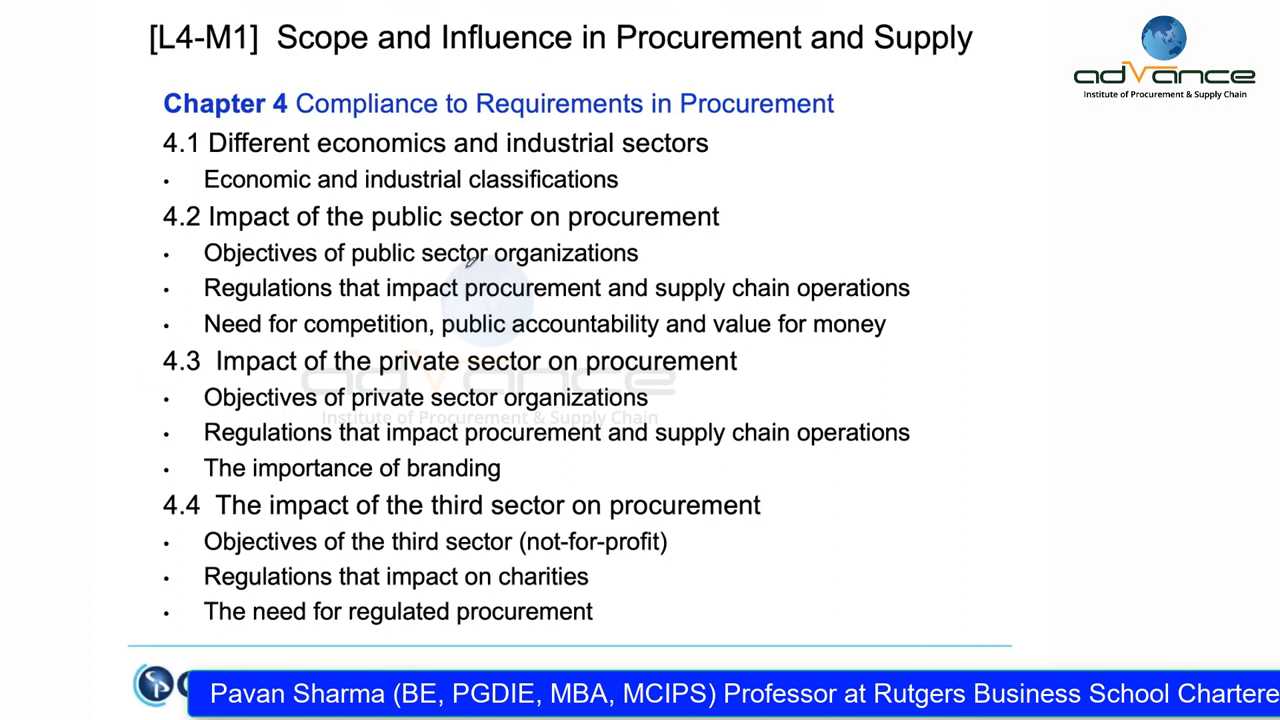 [L4-M1] Scope and Influence in Procurement and Supply
advance
Institute of Procurement & Supply Chain
Chapter 4 Compliance to Requirements in Procurement
4.1 Different economics and industrial sectors
• Economic and industrial classifications
4.2 Impact of the public sector on procurement
• Objectives of public sector organizations
• Regulations that impact procurement and supply chain operations
• Need for competition, public accountability and value for money
4.3 Impact of the private sector on procurement
• Objectives of private sector organizations
• Regulations that impact procurement and supply chain operations
• The importance of branding
4.4 The impact of the third sector on procurement
• Objectives of the third sector (not-for-profit)
• Regulations that impact on charities
• The need for regulated procurement
advance
Institute of Procurement & Supply Chain
Pavan Sharma (BE, PGDIE, MBA, MCIPS) Professor at Rutgers Business School Chartere